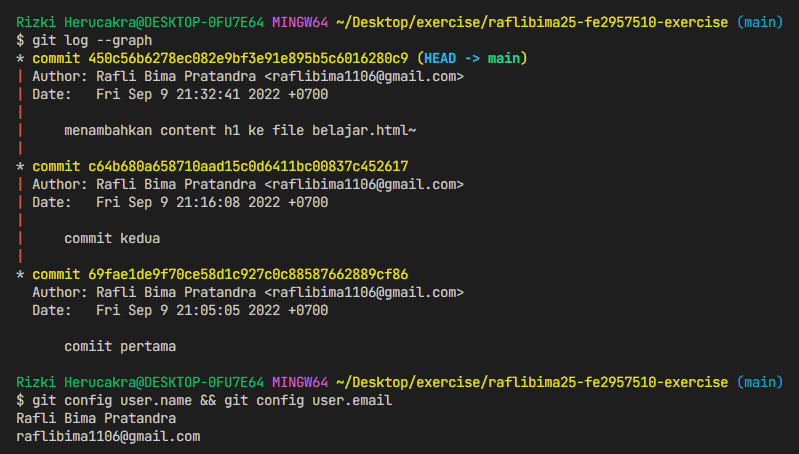 Rizki Herucakra@DESKTOP-0FU7E64 MINGW64 ~/Desktop/exercise/raflibima25-fe2957510-exercise (main)
$ git log --graph
* commit 450c56b6278ec082e9bf3e91e895b5c6016280c9 (HEAD -> main)
| Author: Rafli Bima Pratandra <raflibima1106@gmail.com>
| Date:   Fri Sep 9 21:32:41 2022 +0700
|
|     menambahkan content h1 ke file belajar.html~
|
* commit c64b680a658710aad15c0d6411bc00837c452617
| Author: Rafli Bima Pratandra <raflibima1106@gmail.com>
| Date:   Fri Sep 9 21:16:08 2022 +0700
|
|     commit kedua
|
* commit 69fae1de9f70ce58d1c927c0c88587662889cf86
  Author: Rafli Bima Pratandra <raflibima1106@gmail.com>
  Date:   Fri Sep 9 21:05:05 2022 +0700

      comiit pertama

Rizki Herucakra@DESKTOP-0FU7E64 MINGW64 ~/Desktop/exercise/raflibima25-fe2957510-exercise (main)
$ git config user.name && git config user.email
Rafli Bima Pratandra
raflibima1106@gmail.com